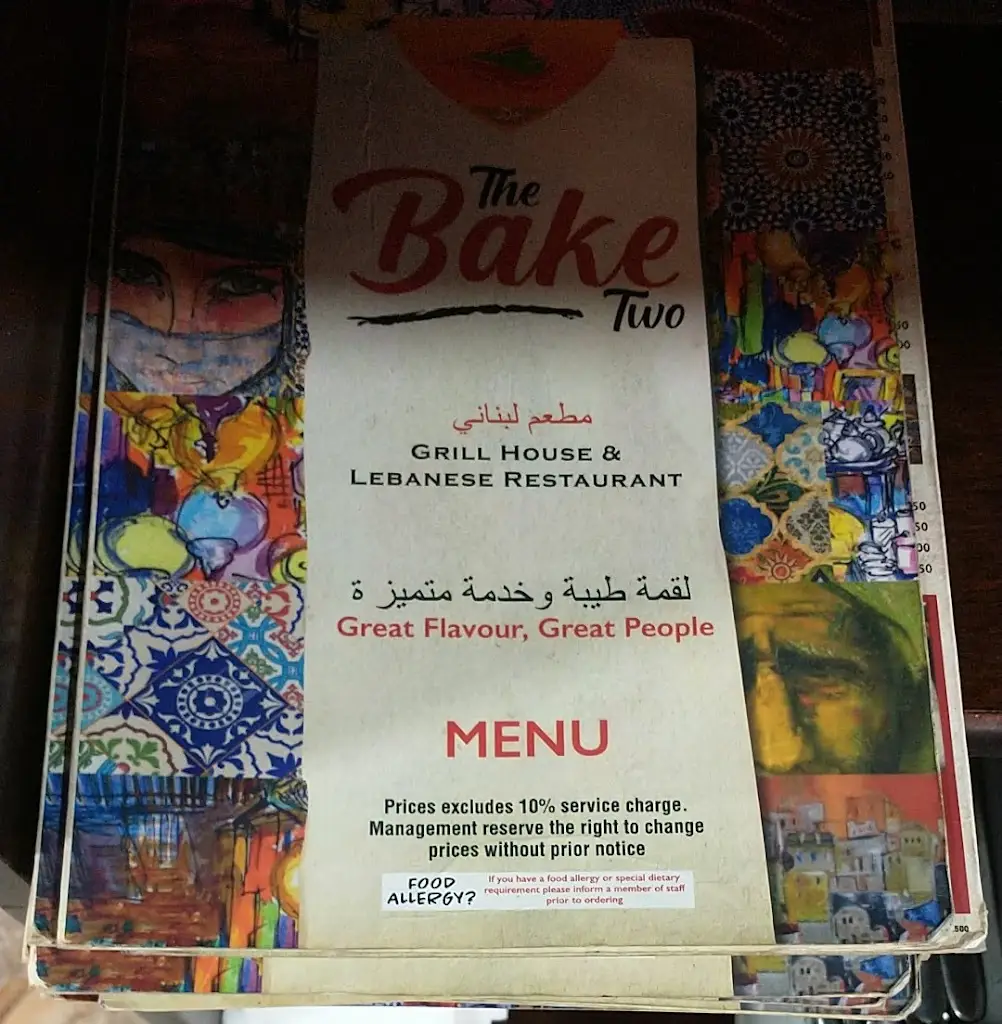 The
Bake
Two
مطعم لبناني
GRILL HOUSE &
LEBANESE RESTAURANT
لقمة طيبة وخدمة متميز ة
Great Flavour, Great People
MENU
Prices excludes 10% service charge.
Management reserve the right to change
prices without prior notice
FOOD
ALLERGY?
If you have a food allergy or special dietary
requirement please inform a member of staff
prior to ordering
.500